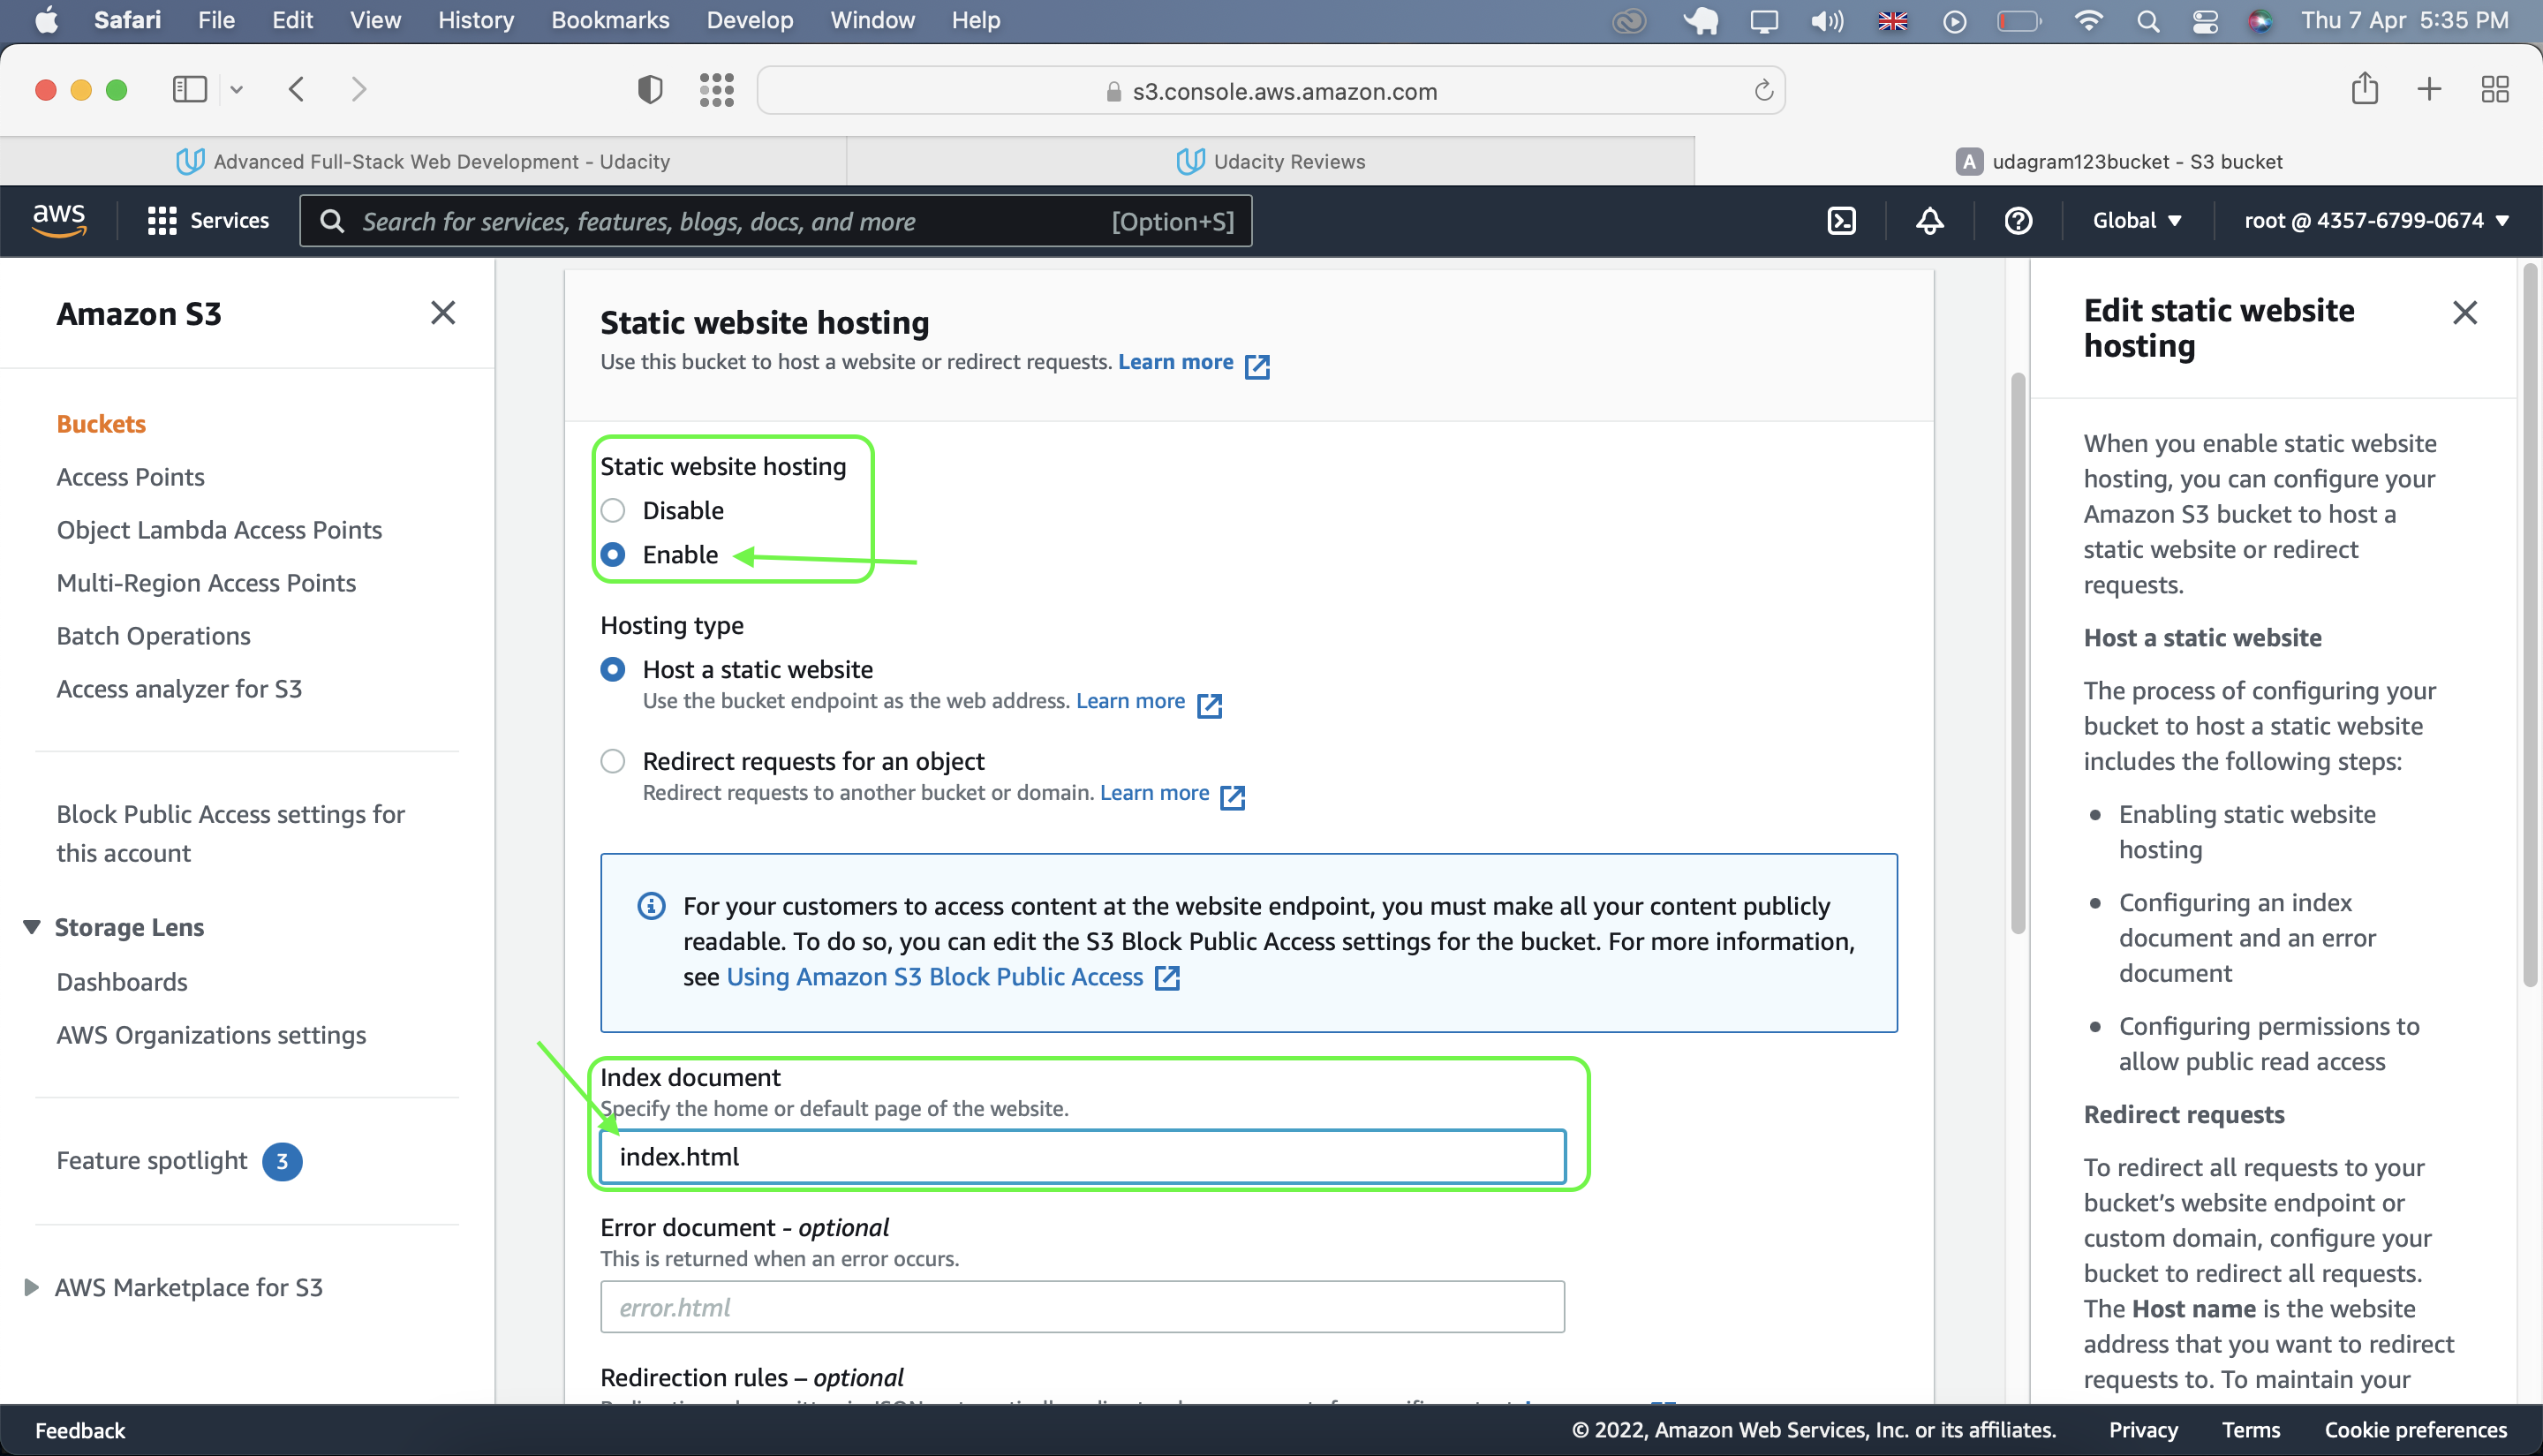 Safari File Edit View History Bookmarks Develop Window Help Thu 7 Apr 5:35 PM
s3.console.aws.amazon.com
Advanced Full-Stack Web Development - Udacity
Udacity Reviews
A udagram123bucket - S3 bucket
aws Services Search for services, features, blogs, docs, and more [Option+S] Global root @ 4357-6799-0674
Amazon S3
Buckets
Access Points
Object Lambda Access Points
Multi-Region Access Points
Batch Operations
Access analyzer for S3
Block Public Access settings for
this account
Storage Lens
Dashboards
AWS Organizations settings
Feature spotlight 3
AWS Marketplace for S3
Static website hosting
Use this bucket to host a website or redirect requests. Learn more
Static website hosting
Disable
Enable
Hosting type
Host a static website
Use the bucket endpoint as the web address. Learn more
Redirect requests for an object
Redirect requests to another bucket or domain. Learn more
For your customers to access content at the website endpoint, you must make all your content publicly
readable. To do so, you can edit the S3 Block Public Access settings for the bucket. For more information,
see Using Amazon S3 Block Public Access
Index document
Specify the home or default page of the website.
index.html
Error document - optional
This is returned when an error occurs.
error.html
Redirection rules – optional
Edit static website
hosting
When you enable static website
hosting, you can configure your
Amazon S3 bucket to host a
static website or redirect
requests.
Host a static website
The process of configuring your
bucket to host a static website
includes the following steps:
Enabling static website
hosting
Configuring an index
document and an error
document
Configuring permissions to
allow public read access
Redirect requests
To redirect all requests to your
bucket’s website endpoint or
custom domain, configure your
bucket to redirect all requests.
The Host name is the website
address that you want to redirect
requests to. To maintain your
Feedback © 2022, Amazon Web Services, Inc. or its affiliates. Privacy Terms Cookie preferences